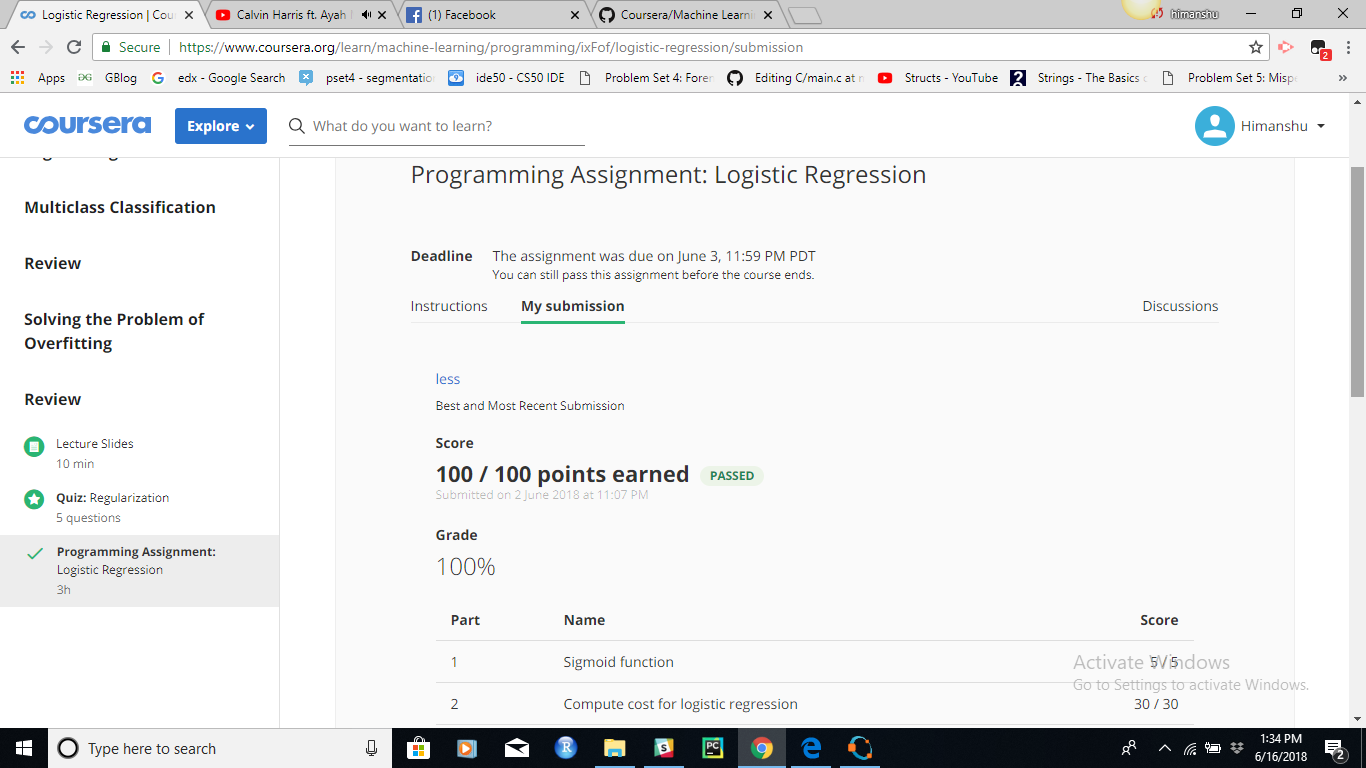 Logistic Regression | Cou
Calvin Harris ft. Ayah
(1) Facebook
Coursera/Machine Learni
himanshu
Secure
https://www.coursera.org/learn/machine-learning/programming/ixFof/logistic-regression/submission
2
Apps
GBlog
edx - Google Search
pset4 - segmentatio
ide50 - CS50 IDE
Problem Set 4: Foren
Editing C/main.c at m
Structs - YouTube
Strings - The Basics o
Problem Set 5: Misp
»
coursera
Explore
What do you want to learn?
Himanshu
Programming Assignment: Logistic Regression
Multiclass Classification
Review
Solving the Problem of
Overfitting
Review
Lecture Slides
10 min
Quiz: Regularization
5 questions
Programming Assignment:
Logistic Regression
3h
Deadline
The assignment was due on June 3, 11:59 PM PDT
You can still pass this assignment before the course ends.
Instructions
My submission
Discussions
less
Best and Most Recent Submission
Score
100 / 100 points earned
PASSED
Submitted on 2 June 2018 at 11:07 PM
Grade
100%
Part Name Score
1 Sigmoid function 5 / 5
2 Compute cost for logistic regression 30 / 30
Activate Windows
Go to Settings to activate Windows.
Type here to search
1:34 PM
6/16/2018
2